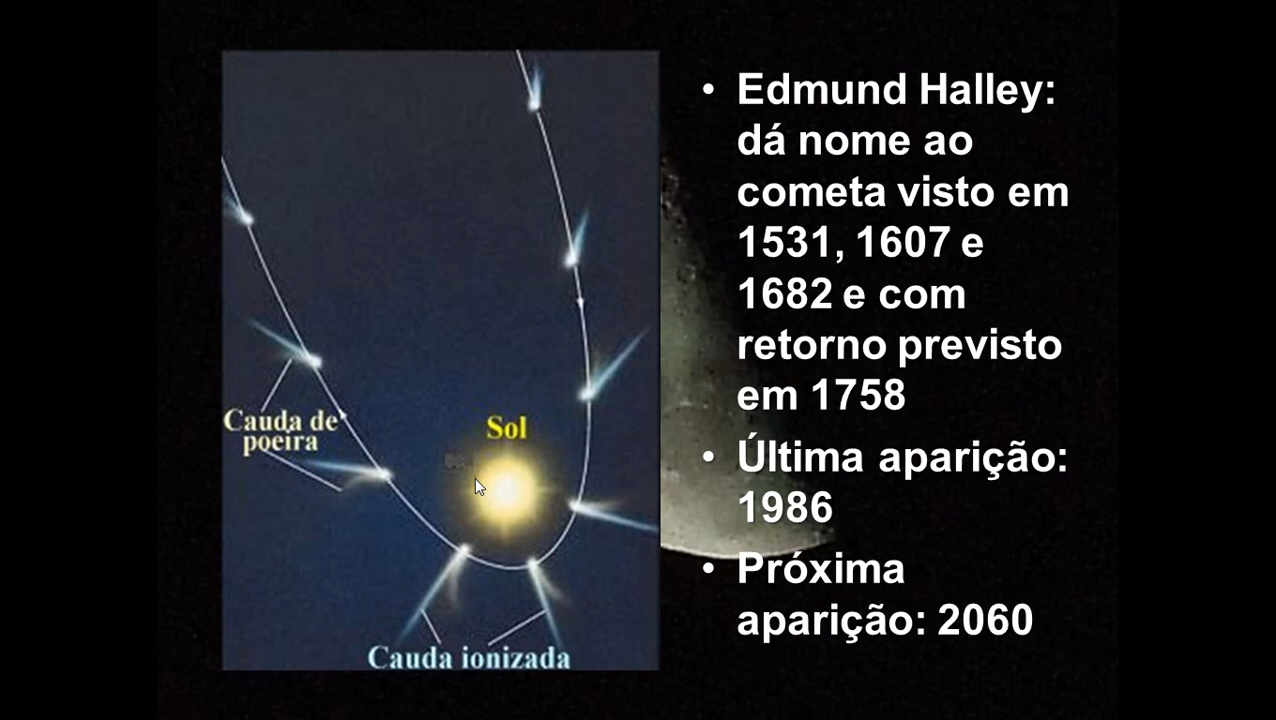 Edmund Halley:
dá nome ao
cometa visto em
1531, 1607 e
1682 e com
retorno previsto
em 1758
Última aparição:
1986
Próxima
aparição: 2060
Sol
Cauda de
poeira
Cauda ionizada